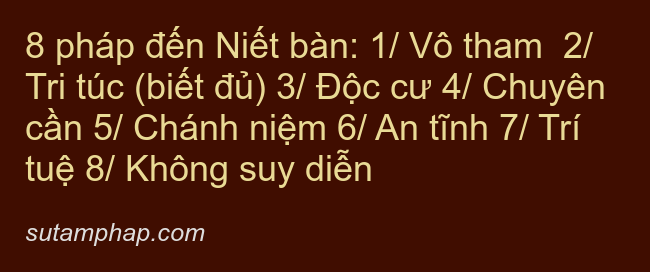 8 pháp đến Niết bàn: 1/ Vô tham  2/
Tri túc (biết đủ) 3/ Độc cư 4/ Chuyên
cần 5/ Chánh niệm 6/ An tĩnh 7/ Trí
tuệ 8/ Không suy diễn
sutamphap.com